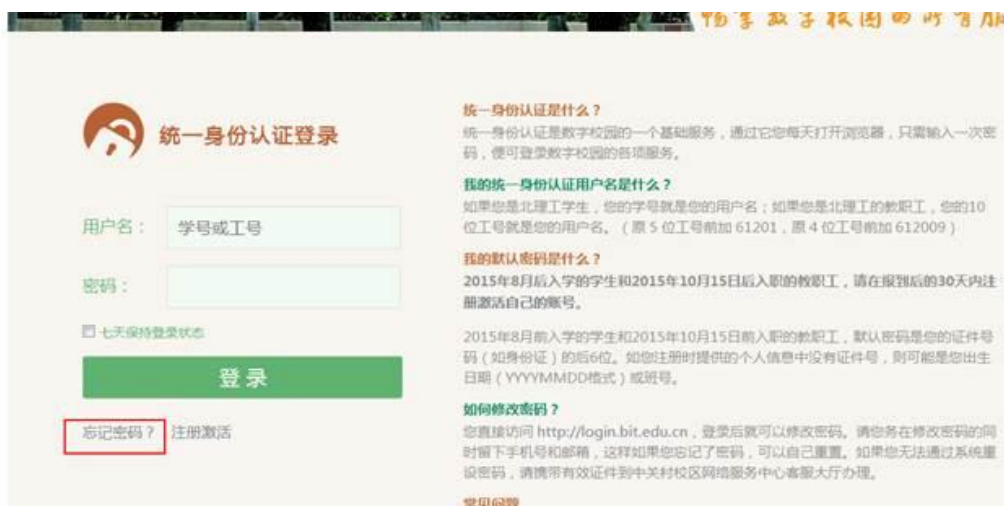 畅享数字校园的所有服
统一身份认证登录
用户名：
学号或工号
密码：
七天保持登录状态
登录
忘记密码？ 注册激活
统一身份认证是什么？
统一身份认证是数字校园的一个基础服务，通过它您每天打开浏览器，只需输入一次密
码，便可登录数字校园的各项服务。
我的统一身份认证用户名是什么？
如果您是北理工学生，您的学号就是您的用户名；如果您是北理工的教职工，您的10
位工号就是您的用户名。（原 5 位工号前加 61201，原 4 位工号前加 612009）
我的默认密码是什么？
2015年8月后入学的学生和2015年10月15日后入职的教职工，请在报到后的30天内注
册激活自己的账号。
2015年8月前入学的学生和2015年10月15日前入职的教职工，默认密码是您的证件号
码（如身份证）的后6位。如您注册时提供的个人信息中没有证件号，则可能是您出生
日期（YYYYMMDD格式）或班号。
如何修改密码？
您直接访问 http://login.bit.edu.cn，登录后就可以修改密码。请您务在修改密码的同
时留下手机号和邮箱，这样如果您忘记了密码，可以自己重置。如果您无法通过系统重
设密码，请携带有效证件到中关村校区网络服务中心客服大厅办理。
常见问题